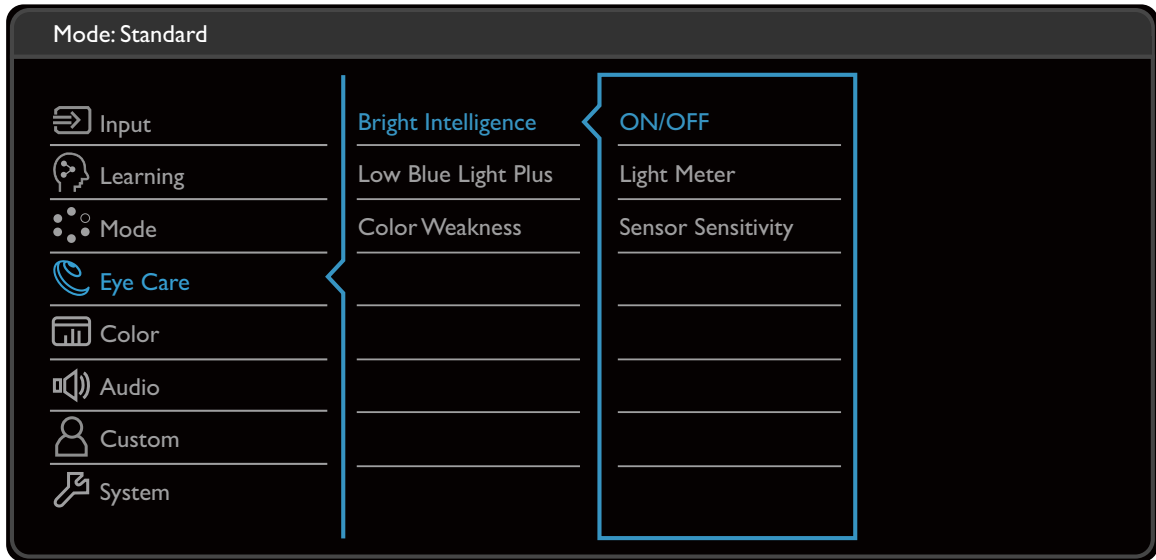 Mode: Standard
Input
Learning
Mode
Eye Care
Color
Audio
Custom
System
Bright Intelligence
Low Blue Light Plus
Color Weakness
ON/OFF
Light Meter
Sensor Sensitivity